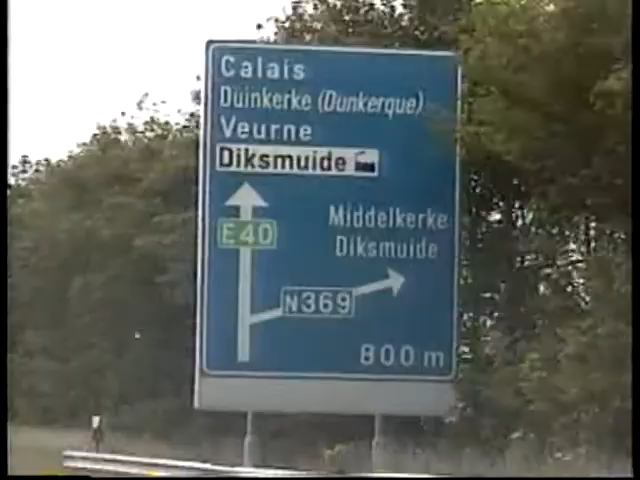 Calais
Duinkerke (Dunkerque)
Veurne
Diksmuide
E40
Middelkerke
Diksmuide
N369
800 m